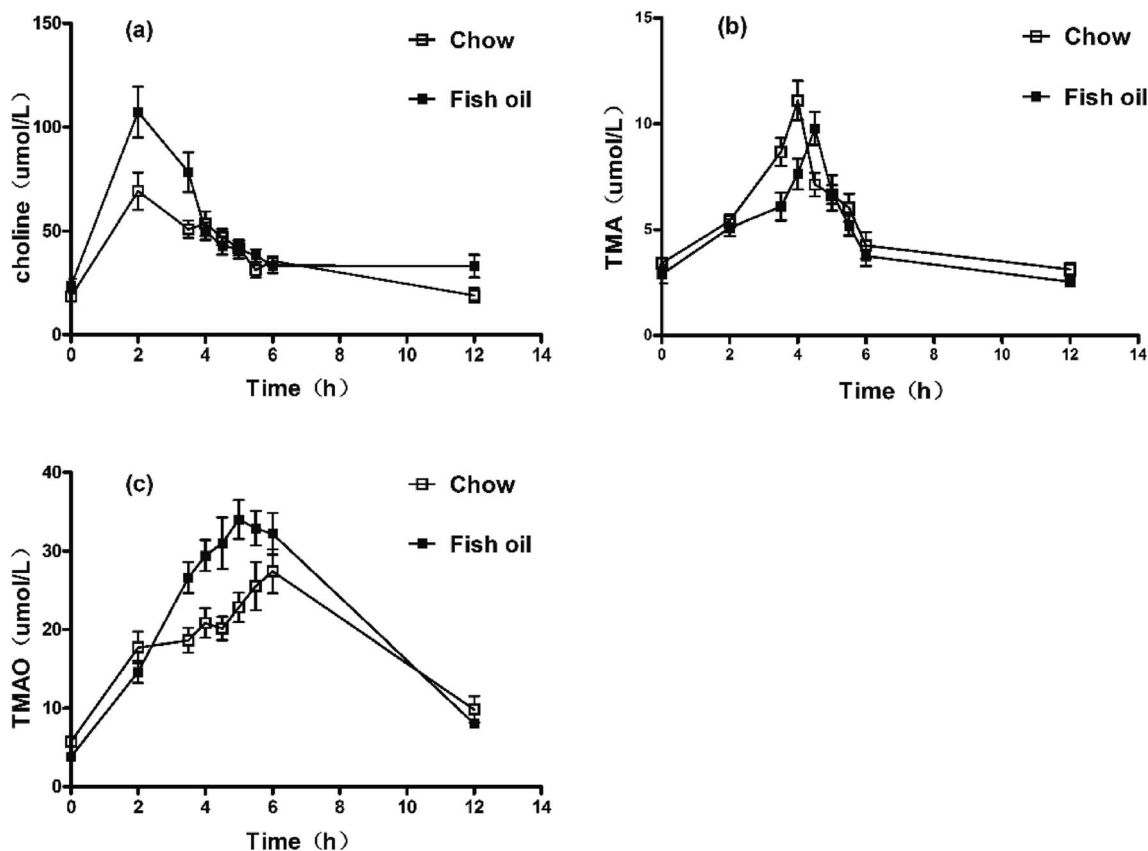 (a)
Chow
Fish oil
choline (umol/L)
150
100
50
0
0 2 4 6 8 10 12 14
Time (h)
(b)
Chow
Fish oil
TMA (umol/L)
15
10
5
0
0 2 4 6 8 10 12 14
Time (h)
(c)
Chow
Fish oil
TMAO (umol/L)
40
30
20
10
0
0 2 4 6 8 10 12 14
Time (h)